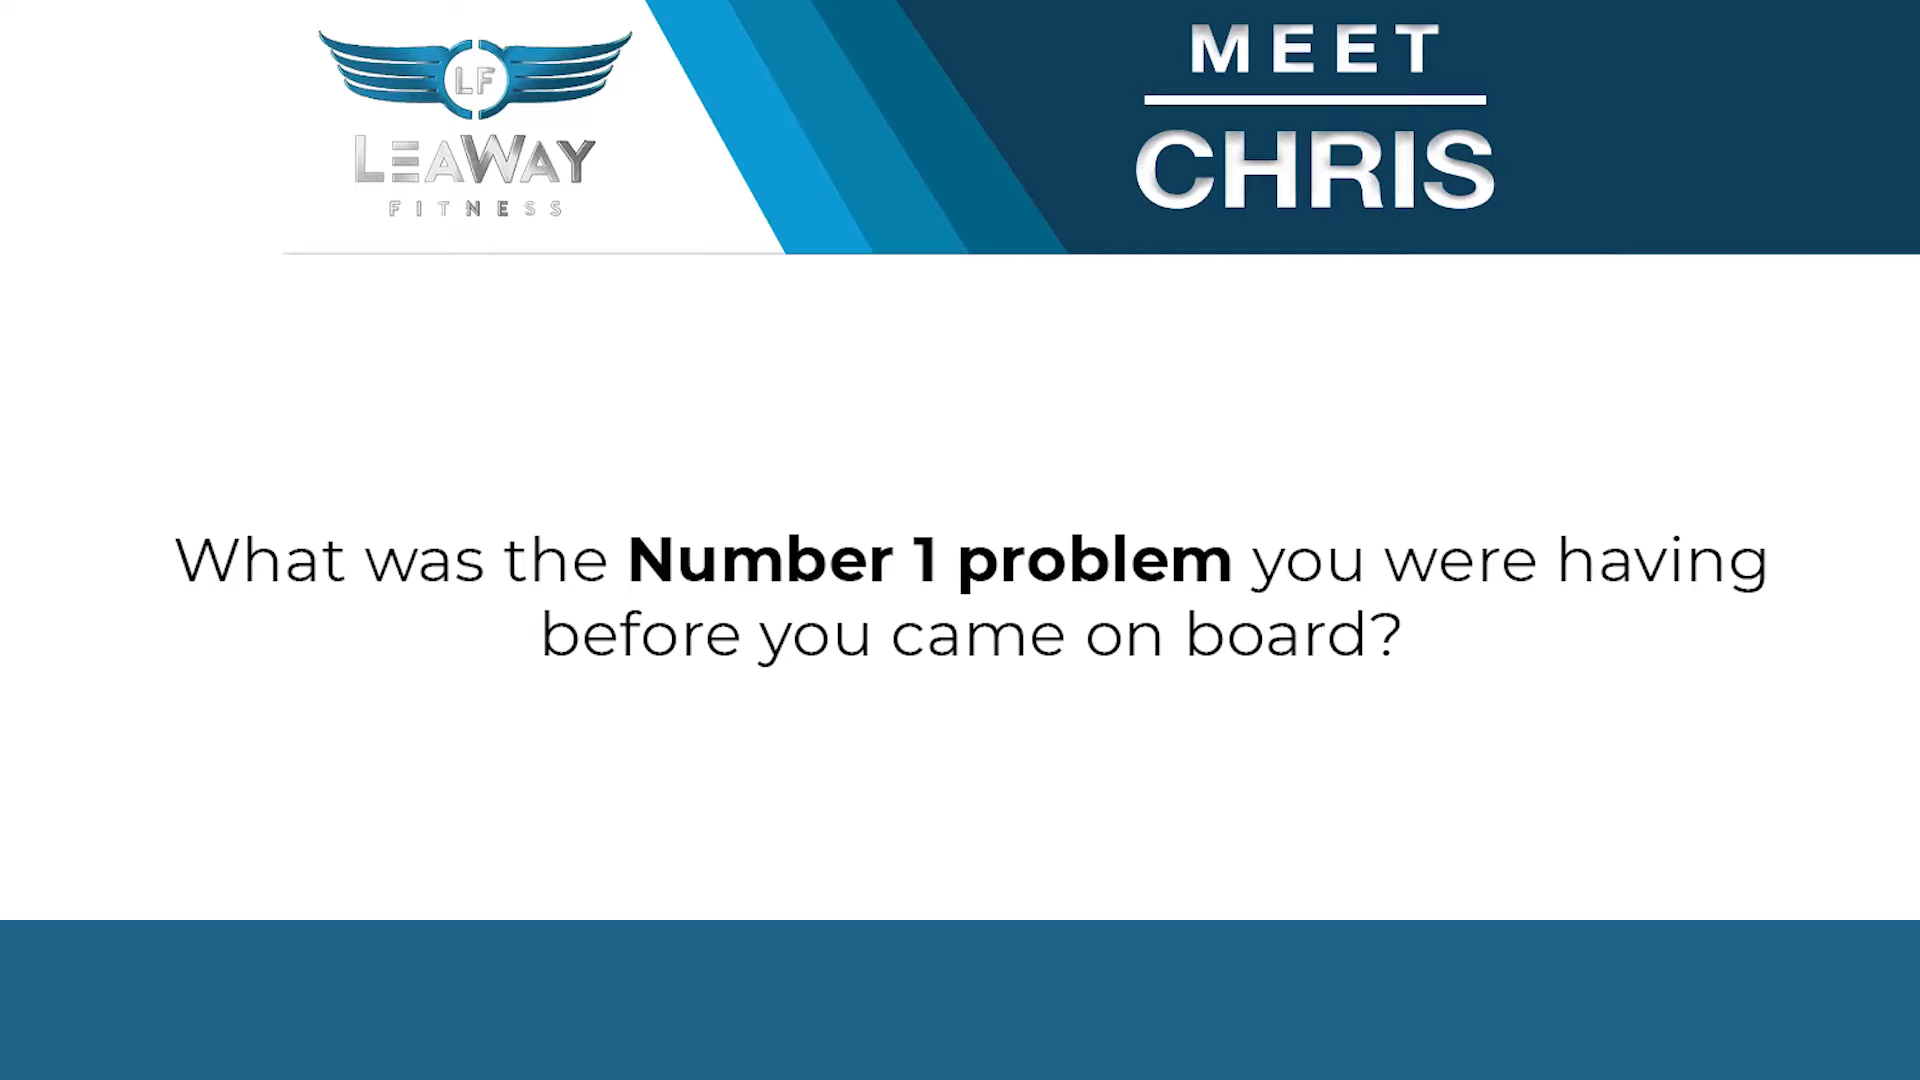 LF
LEAWAY
FITNESS
MEET
CHRIS
What was the Number 1 problem you were having
before you came on board?